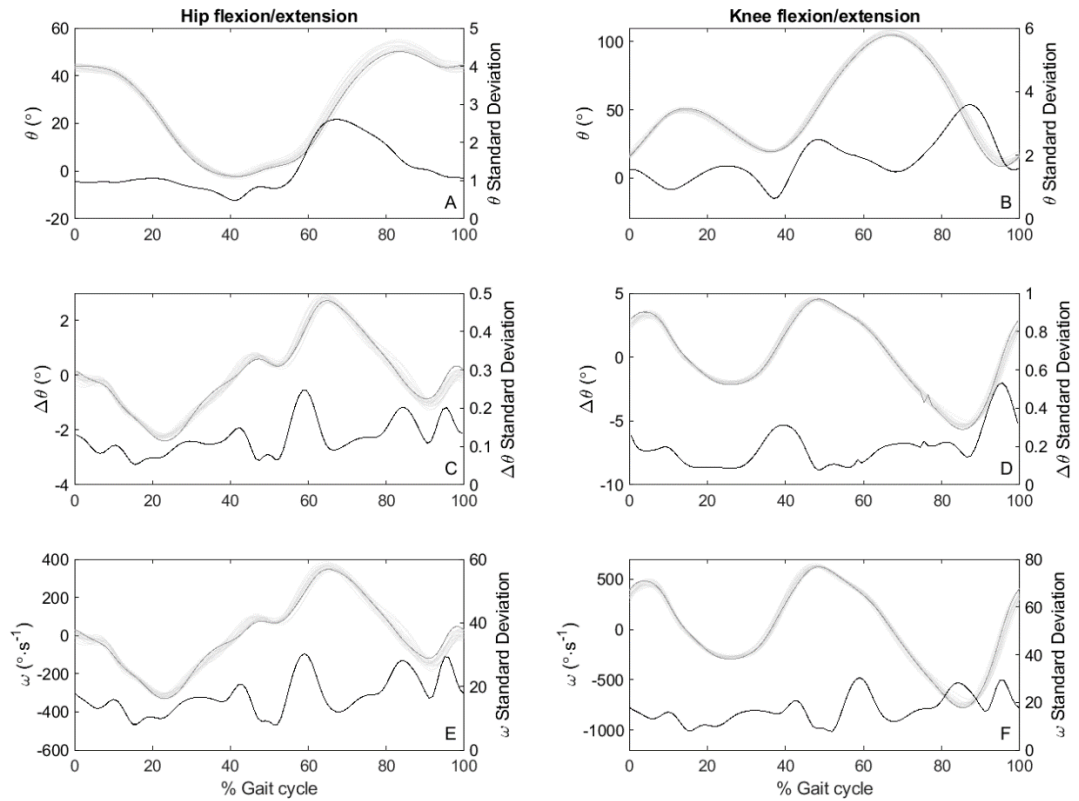 Hip flexion/extension
Knee flexion/extension
60
40
20
0
-20
θ (°)
0 20 40 60 80 100
5
4
3
2
1
0
θ Standard Deviation
A
100
50
0
θ (°)
0 20 40 60 80 100
6
4
2
0
θ Standard Deviation
B
2
0
-2
-4
Δθ (°)
0 20 40 60 80 100
0.5
0.4
0.3
0.2
0.1
0
Δθ Standard Deviation
C
5
0
-5
-10
Δθ (°)
0 20 40 60 80 100
1
0.8
0.6
0.4
0.2
0
Δθ Standard Deviation
D
400
200
0
-200
-400
-600
ω (°·s⁻¹)
0 20 40 60 80 100
% Gait cycle
60
40
20
0
ω Standard Deviation
E
500
0
-500
-1000
ω (°·s⁻¹)
0 20 40 60 80 100
% Gait cycle
80
60
40
20
0
ω Standard Deviation
F